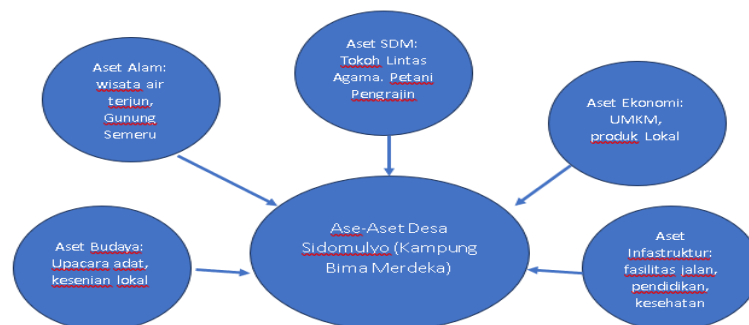 Aset SDM:
Tokoh Lintas
Agama. Petani
Pengrajin
Aset Alam:
wisata air
terjun,
Gunung
Semeru
Aset Ekonomi:
UMKM,
produk Lokal
Ase-Aset Desa
Sidomulyo (Kampung
Bima Merdeka)
Aset Budaya:
Upacara adat,
kesenian lokal
Aset
Infastruktur:
fasilitas jalan,
pendidikan,
kesehatan